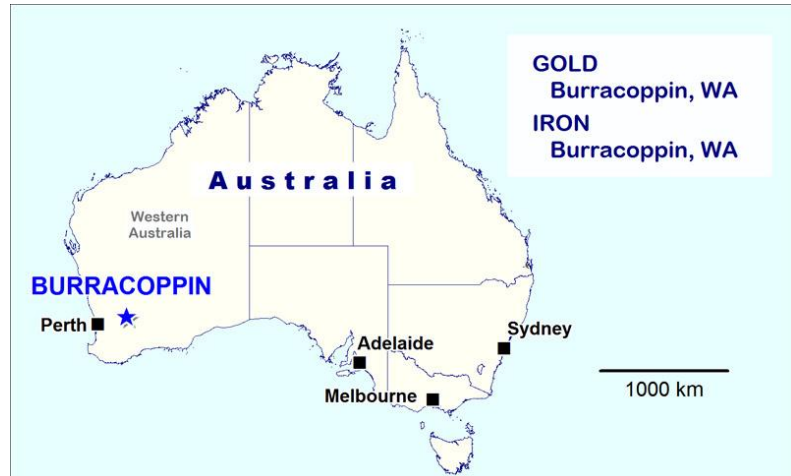 GOLD
Burracoppin, WA
IRON
Burracoppin, WA
Australia
Western
Australia
BURRACOPPIN
Perth
Adelaide
Sydney
Melbourne
1000 km